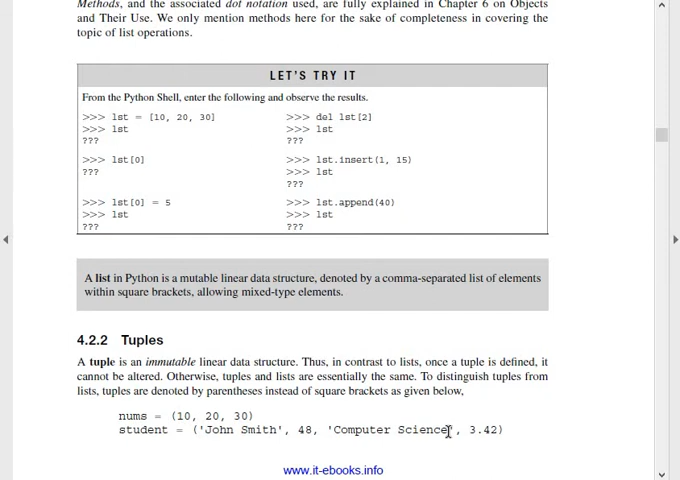 Methods, and the associated dot notation used, are fully explained in Chapter 6 on Objects
and Their Use. We only mention methods here for the sake of completeness in covering the
topic of list operations.
LET'S TRY IT
From the Python Shell, enter the following and observe the results.
>>> lst = [10, 20, 30]
>>> lst
???
>>> lst[0]
???
>>> lst[0] = 5
>>> lst
???
>>> del lst[2]
>>> lst
???
>>> lst.insert(1, 15)
>>> lst
???
>>> lst.append(40)
>>> lst
???
A list in Python is a mutable linear data structure, denoted by a comma-separated list of elements
within square brackets, allowing mixed-type elements.
4.2.2 Tuples
A tuple is an immutable linear data structure. Thus, in contrast to lists, once a tuple is defined, it
cannot be altered. Otherwise, tuples and lists are essentially the same. To distinguish tuples from
lists, tuples are denoted by parentheses instead of square brackets as given below,
nums = (10, 20, 30)
student = ('John Smith', 48, 'Computer Science', 3.42)
www.it-ebooks.info